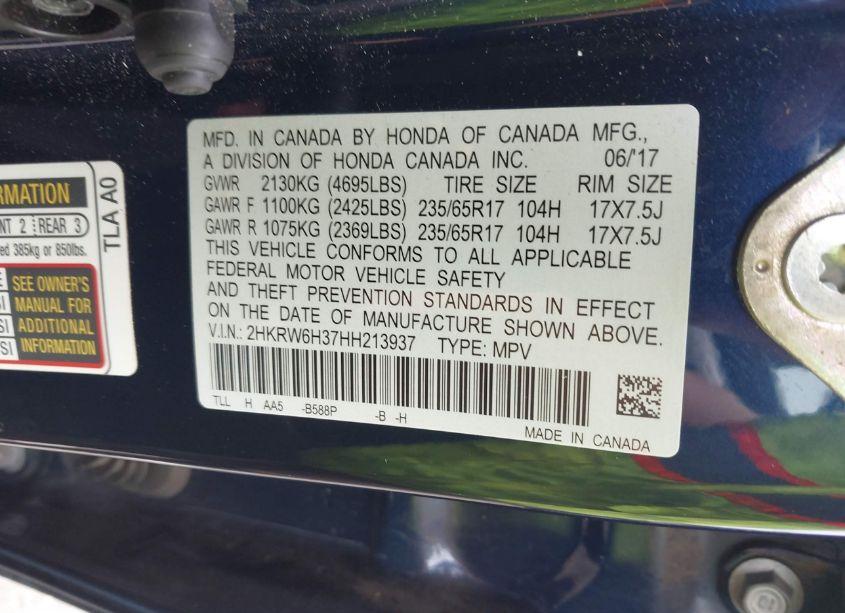 ORMATION
NT 2 REAR 3
ed 385kg or 850lbs.
SEE OWNER'S
MANUAL FOR
ADDITIONAL
INFORMATION
TLA A0
MFD. IN CANADA BY HONDA OF CANADA MFG.,
A DIVISION OF HONDA CANADA INC. 06/'17
GVWR 2130KG (4695LBS) TIRE SIZE RIM SIZE
GAWR F 1100KG (2425LBS) 235/65R17 104H 17X7.5J
GAWR R 1075KG (2369LBS) 235/65R17 104H 17X7.5J
THIS VEHICLE CONFORMS TO ALL APPLICABLE
FEDERAL MOTOR VEHICLE SAFETY
AND THEFT PREVENTION STANDARDS IN EFFECT
ON THE DATE OF MANUFACTURE SHOWN ABOVE.
V.I.N.: 2HKRW6H37HH213937 TYPE: MPV
TLL H AA5 -B588P -B -H
MADE IN CANADA